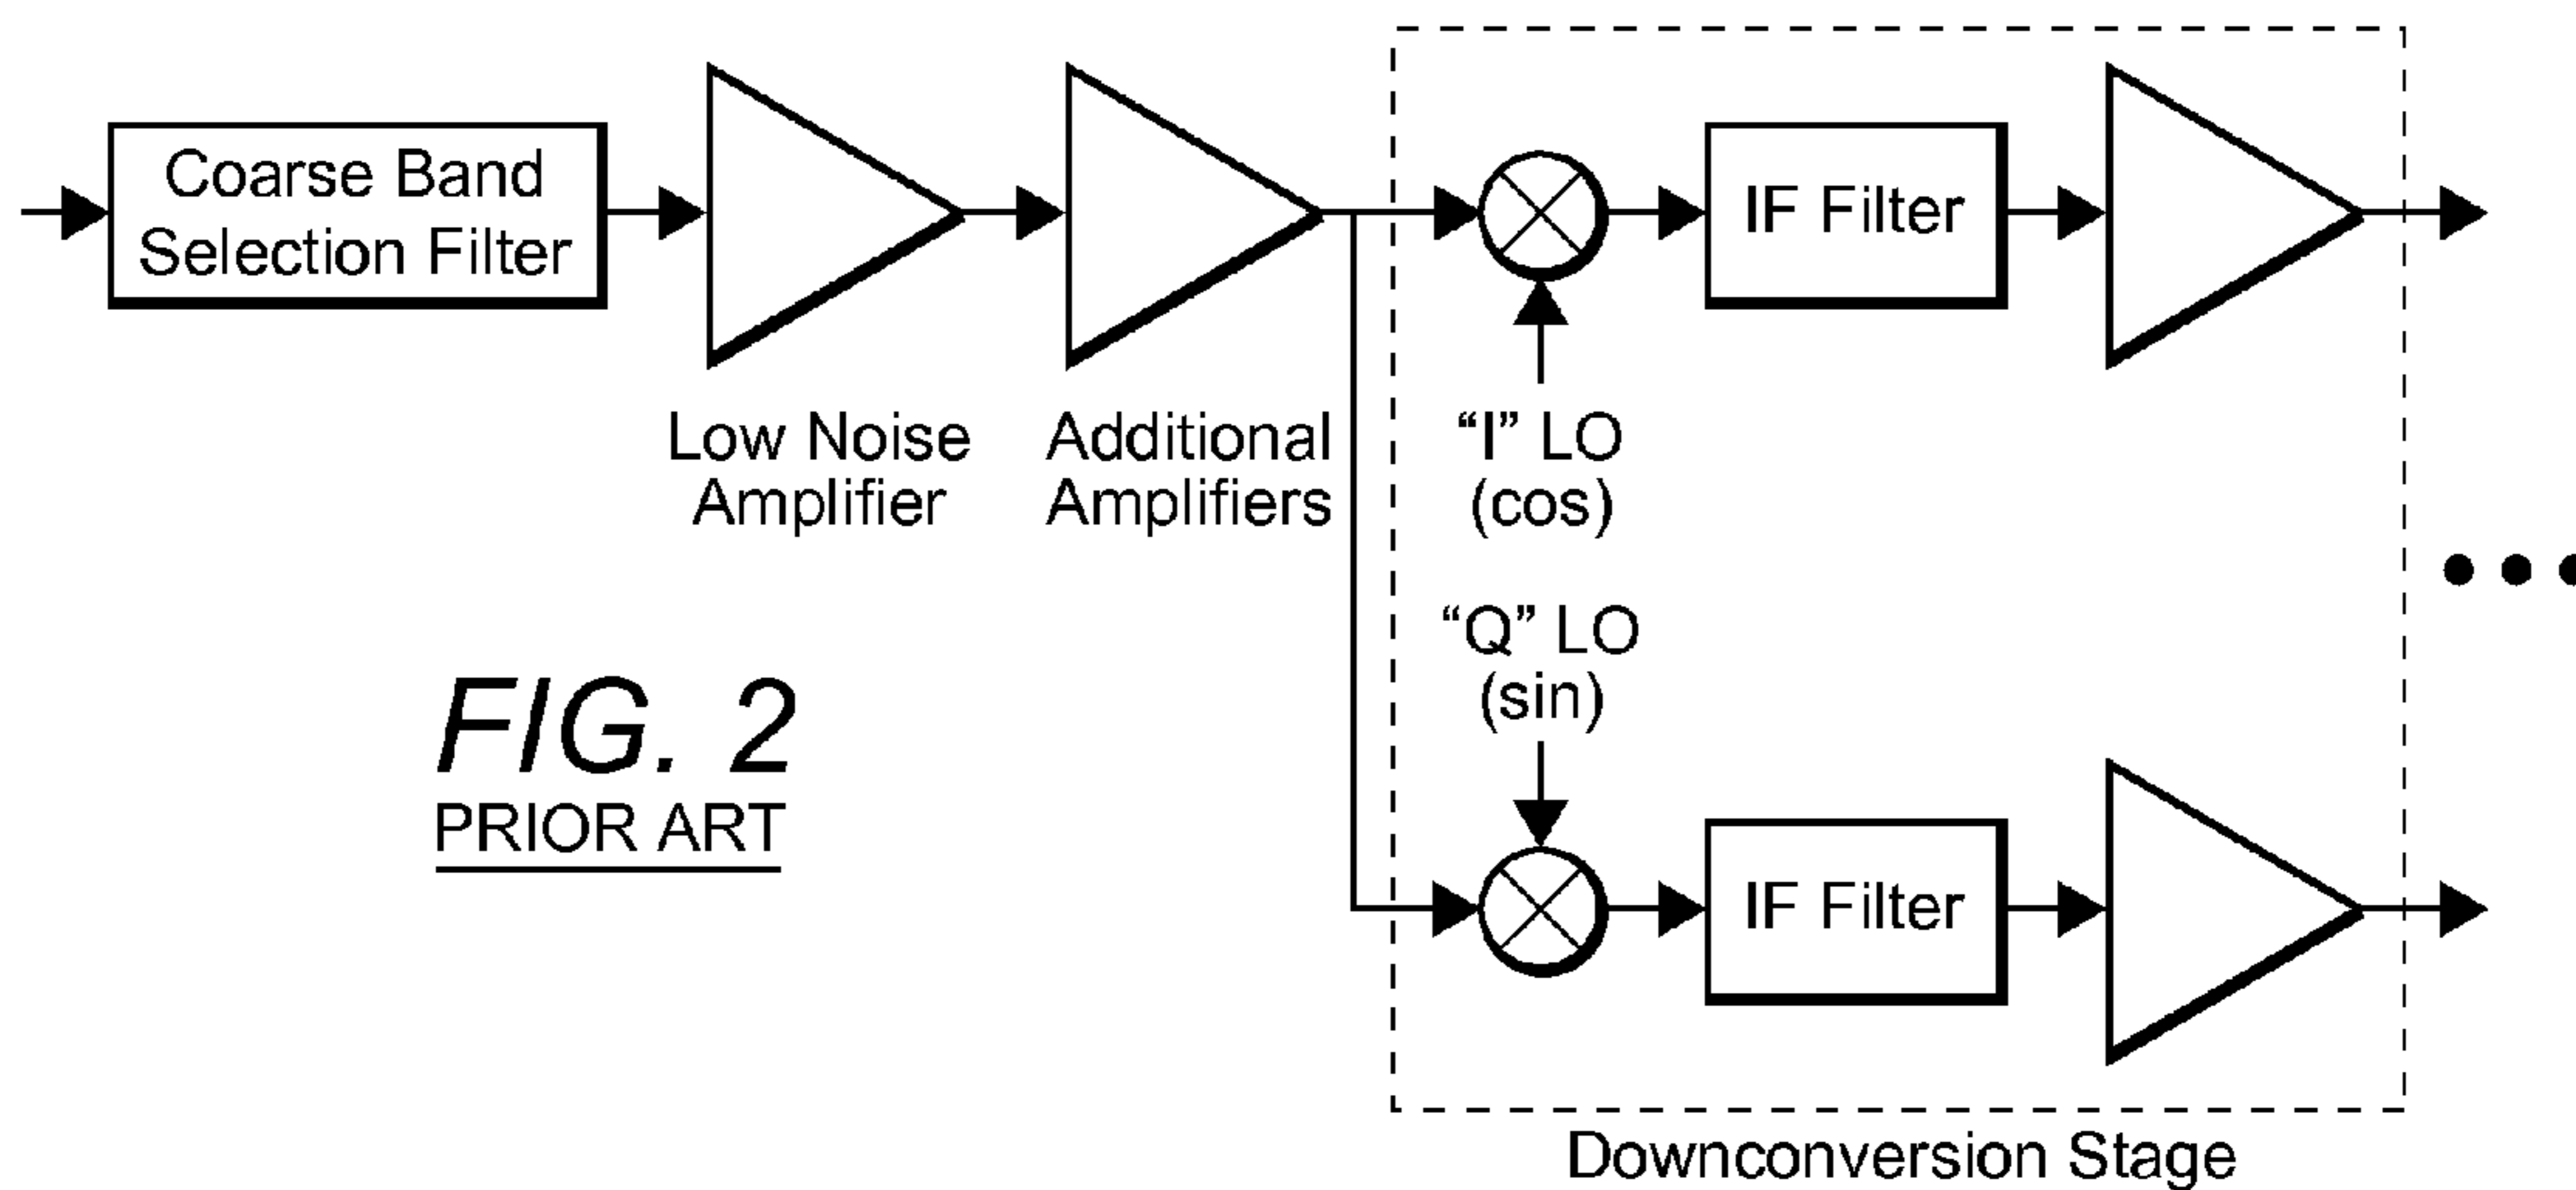 Coarse Band
Selection Filter
Low Noise
Amplifier
Additional
Amplifiers
“I” LO
(cos)
IF Filter
“Q” LO
(sin)
IF Filter
Downconversion Stage
FIG. 2
PRIOR ART